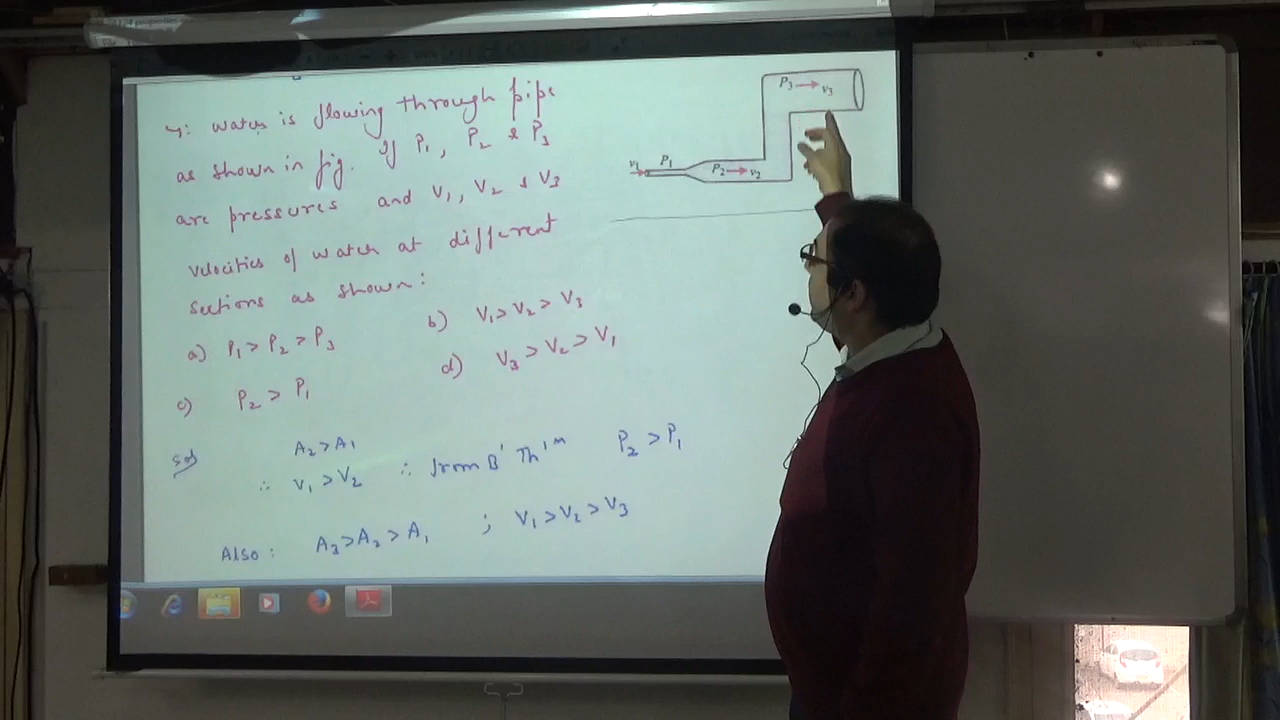 7: Water is flowing through pipe
as shown in fig. If P₁, P₂ & P₃
are pressures and V₁, V₂ & V₃
velocities of water at different
sections as shown:
a) P₁ > P₂ > P₃
b) V₁ > V₂ > V₃
c) P₂ > P₁
d) V₃ > V₂ > V₁
Sol
A₂ > A₁
∴ V₁ > V₂ ∴ from B' Th'm P₂ > P₁
Also: A₃ > A₂ > A₁ ; V₁ > V₂ > V₃
P₃ v₃
v₁ P₁
P₂ v₂